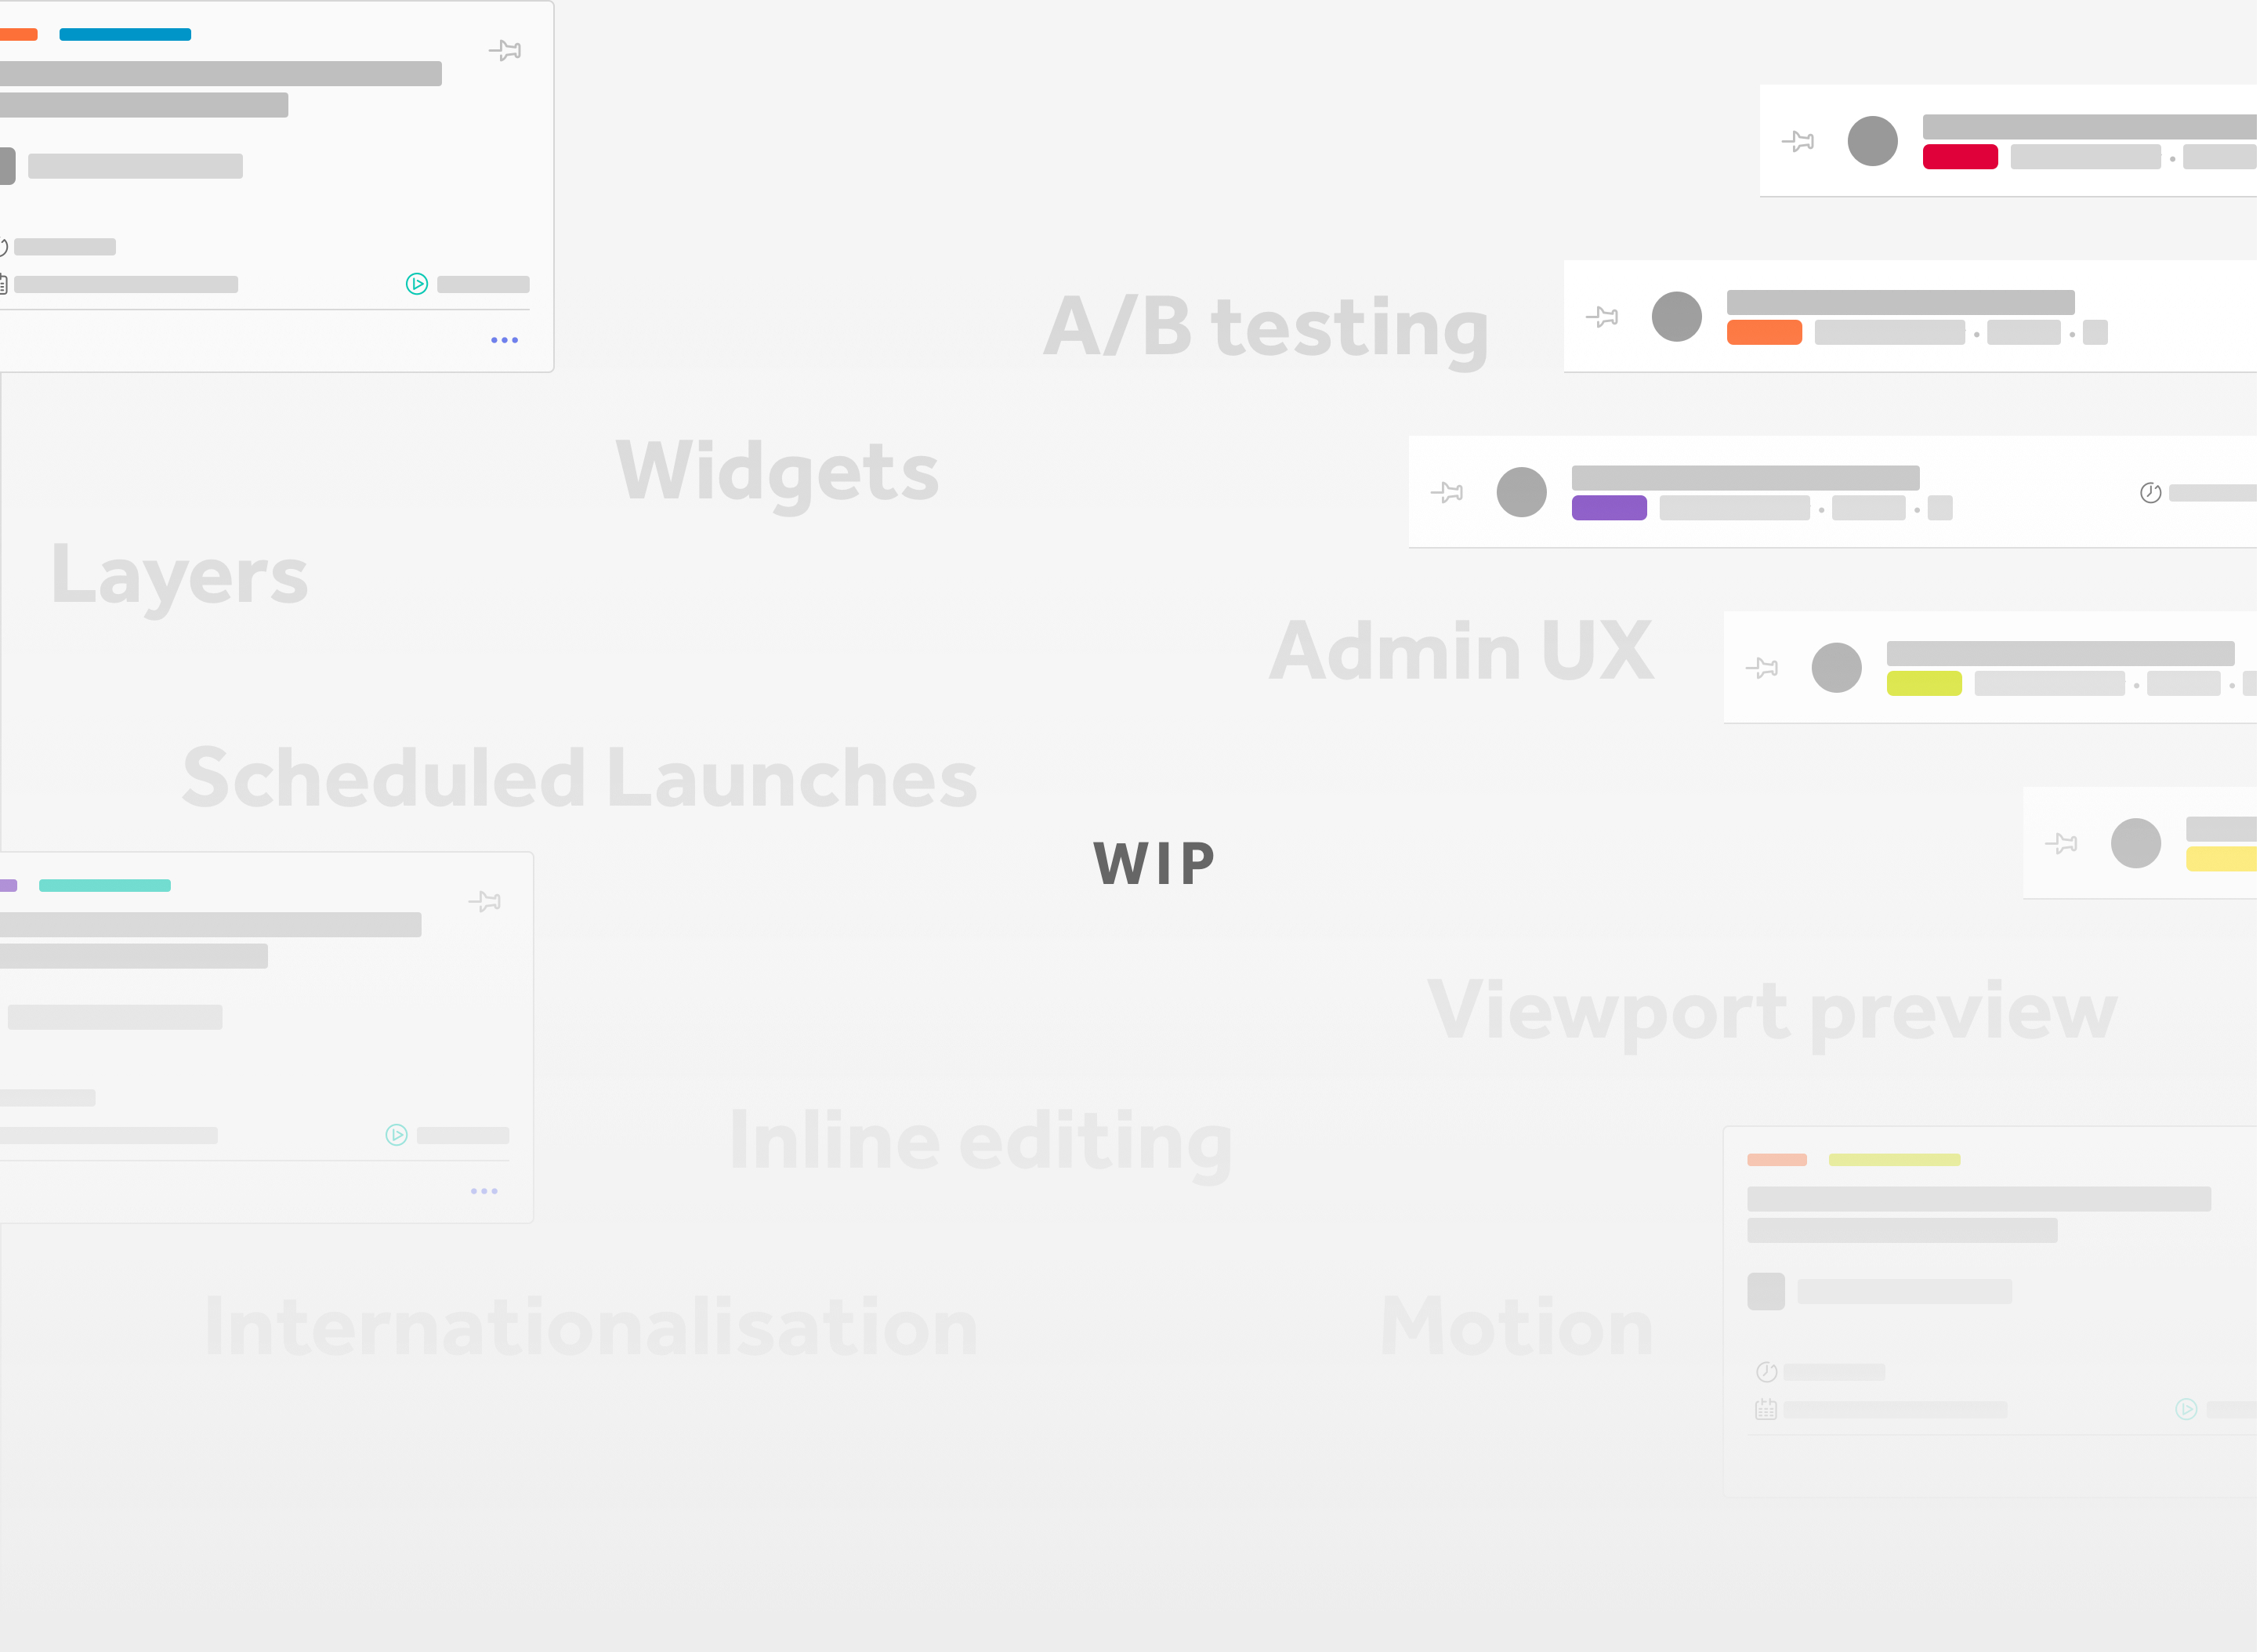 A/B testing
Widgets
Layers
Admin UX
Scheduled Launches
WIP
Viewport preview
Inline editing
Internationalisation
Motion